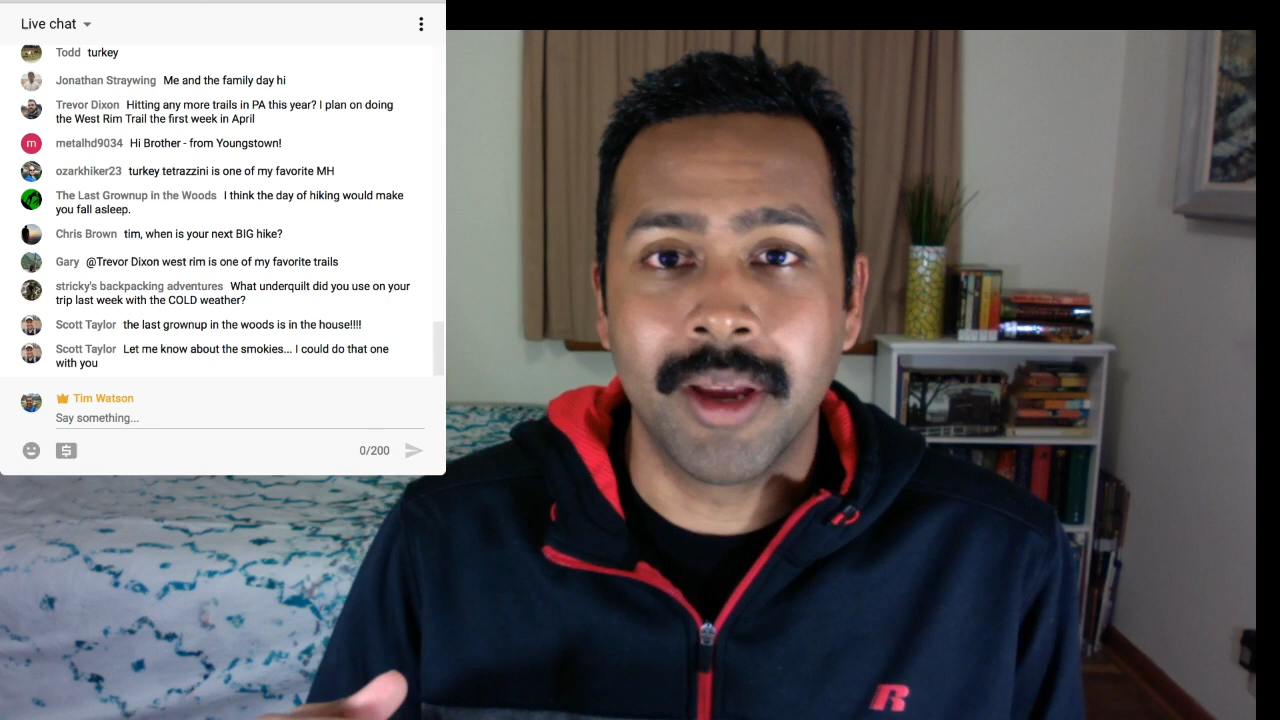 Live chat
Todd turkey
Jonathan Straywing Me and the family day hi
Trevor Dixon Hitting any more trails in PA this year? I plan on doing
the West Rim Trail the first week in April
m
metalhd9034 Hi Brother - from Youngstown!
ozarkhiker23 turkey tetrazzini is one of my favorite MH
The Last Grownup in the Woods I think the day of hiking would make
you fall asleep.
Chris Brown tim, when is your next BIG hike?
Gary @Trevor Dixon west rim is one of my favorite trails
stricky's backpacking adventures What underquilt did you use on your
trip last week with the COLD weather?
Scott Taylor the last grownup in the woods is in the house!!!!
Scott Taylor Let me know about the smokies... I could do that one
with you
Tim Watson
Say something...
$
0/200
R